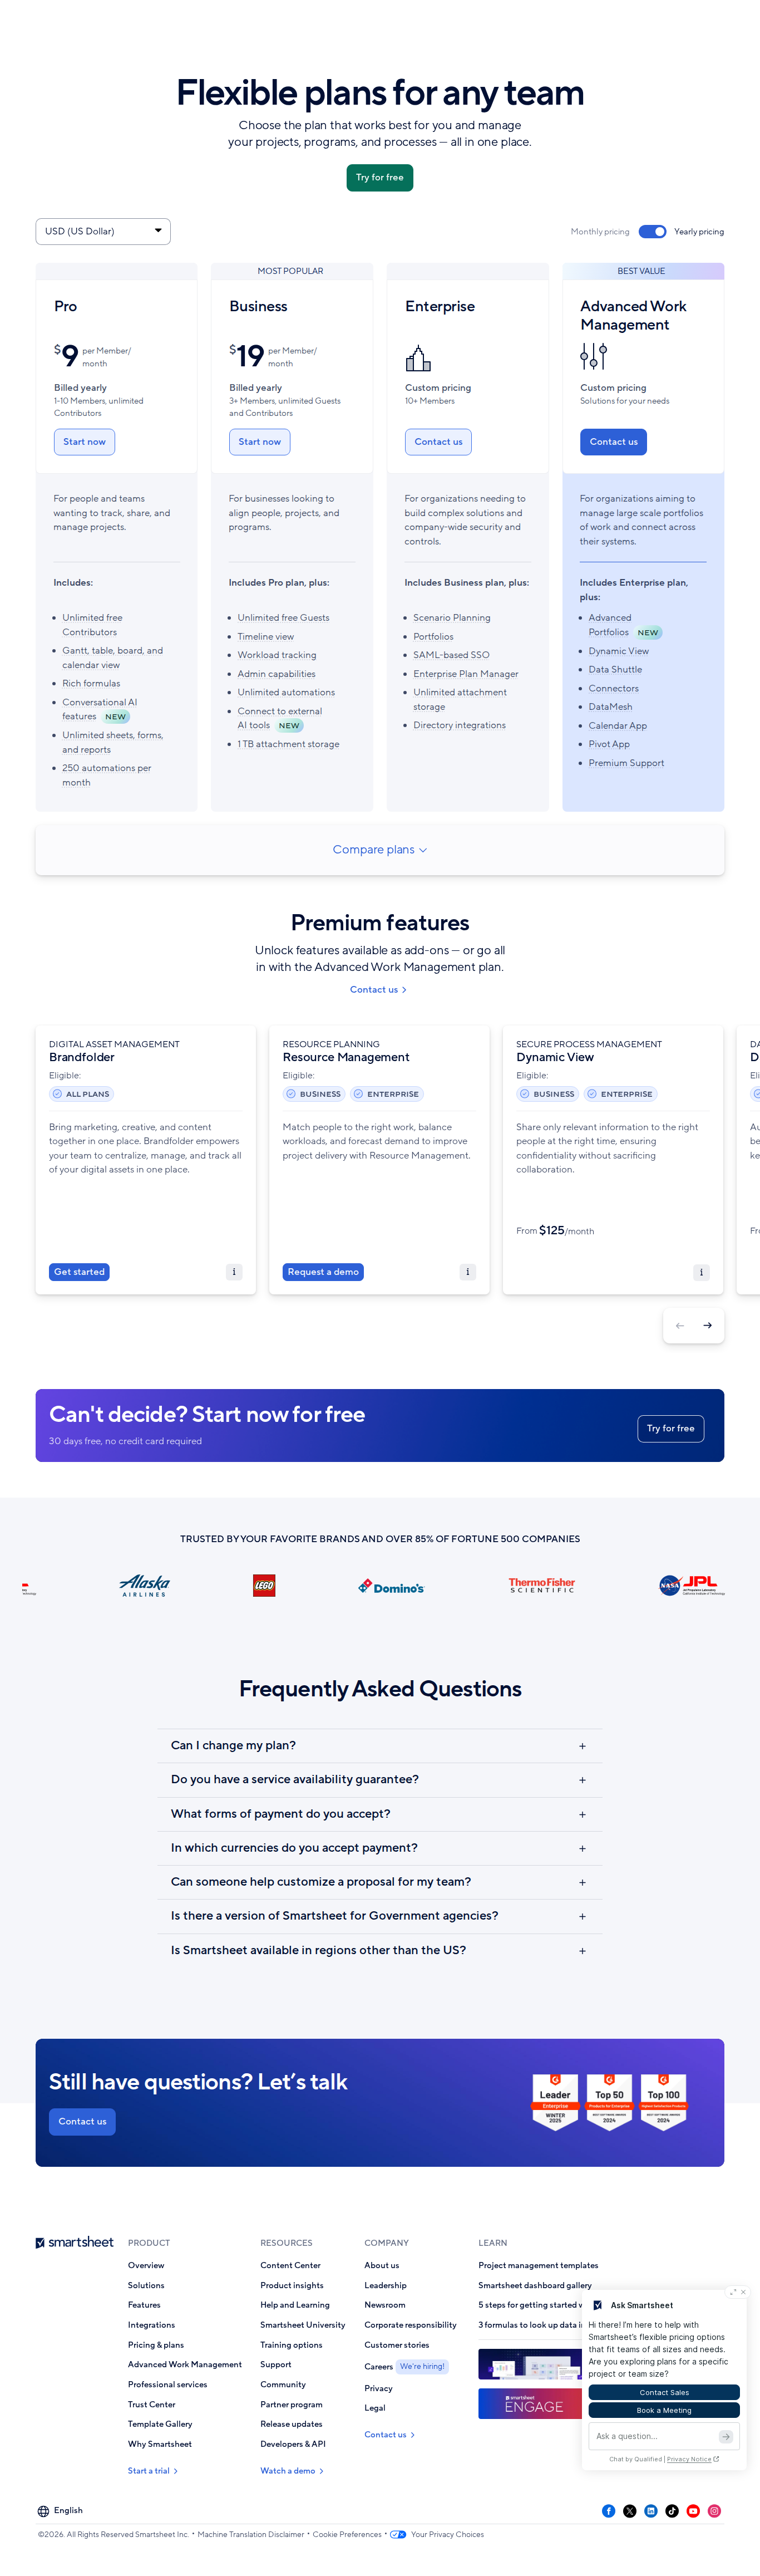 Flexible plans for any team
Choose the plan that works best for you and manage
your projects, programs, and processes — all in one place.
Try for free
USD (US Dollar)
Monthly pricing
Yearly pricing
Pro
$9 per Member/
month
Billed yearly
1-10 Members, unlimited
Contributors
Start now
For people and teams
wanting to track, share, and
manage projects.
Includes:
Unlimited free
Contributors
Gantt, table, board, and
calendar view
Rich formulas
Conversational AI
features NEW
Unlimited sheets, forms,
and reports
250 automations per
month
MOST POPULAR
Business
$19 per Member/
month
Billed yearly
3+ Members, unlimited Guests
and Contributors
Start now
For businesses looking to
align people, projects, and
programs.
Includes Pro plan, plus:
Unlimited free Guests
Timeline view
Workload tracking
Admin capabilities
Unlimited automations
Connect to external
AI tools NEW
1 TB attachment storage
Enterprise
Custom pricing
10+ Members
Contact us
For organizations needing to
build complex solutions and
company-wide security and
controls.
Includes Business plan, plus:
Scenario Planning
Portfolios
SAML-based SSO
Enterprise Plan Manager
Unlimited attachment
storage
Directory integrations
BEST VALUE
Advanced Work
Management
Custom pricing
Solutions for your needs
Contact us
For organizations aiming to
manage large scale portfolios
of work and connect across
their systems.
Includes Enterprise plan,
plus:
Advanced
Portfolios NEW
Dynamic View
Data Shuttle
Connectors
DataMesh
Calendar App
Pivot App
Premium Support
Compare plans
Premium features
Unlock features available as add-ons — or go all
in with the Advanced Work Management plan.
Contact us
DIGITAL ASSET MANAGEMENT
Brandfolder
Eligible:
ALL PLANS
Bring marketing, creative, and content
together in one place. Brandfolder empowers
your team to centralize, manage, and track all
of your digital assets in one place.
Get started
i
RESOURCE PLANNING
Resource Management
Eligible:
BUSINESS ENTERPRISE
Match people to the right work, balance
workloads, and forecast demand to improve
project delivery with Resource Management.
Request a demo
i
SECURE PROCESS MANAGEMENT
Dynamic View
Eligible:
BUSINESS ENTERPRISE
Share only relevant information to the right
people at the right time, ensuring
confidentiality without sacrificing
collaboration.
From $125/month
i
Can't decide? Start now for free
30 days free, no credit card required
Try for free
TRUSTED BY YOUR FAVORITE BRANDS AND OVER 85% OF FORTUNE 500 COMPANIES
Alaska
AIRLINES
LEGO
Domino's
ThermoFisher
SCIENTIFIC
NASA JPL
Frequently Asked Questions
Can I change my plan?
Do you have a service availability guarantee?
What forms of payment do you accept?
In which currencies do you accept payment?
Can someone help customize a proposal for my team?
Is there a version of Smartsheet for Government agencies?
Is Smartsheet available in regions other than the US?
Still have questions? Let's talk
Contact us
Leader
Enterprise
WINTER
2025
Top 50
Products for Enterprise
2024
Top 100
Highest Satisfaction Products
2024
smartsheet
PRODUCT
Overview
Solutions
Features
Integrations
Pricing & plans
Advanced Work Management
Professional services
Trust Center
Template Gallery
Why Smartsheet
Start a trial
RESOURCES
Content Center
Product insights
Help and Learning
Smartsheet University
Training options
Support
Community
Partner program
Release updates
Developers & API
Watch a demo
COMPANY
About us
Leadership
Newsroom
Corporate responsibility
Customer stories
Careers We're hiring!
Privacy
Legal
Contact us
LEARN
Project management templates
Smartsheet dashboard gallery
5 steps for getting started
3 formulas to look up data
smartsheet
ENGAGE
Ask Smartsheet
Hi there! I'm here to help with
Smartsheet's flexible pricing options
that fit teams of all sizes and needs.
Are you exploring plans for a specific
project or team size?
Contact Sales
Book a Meeting
Ask a question...
Chat by Qualified | Privacy Notice
English
©2026. All Rights Reserved Smartsheet Inc. • Machine Translation Disclaimer • Cookie Preferences • Your Privacy Choices